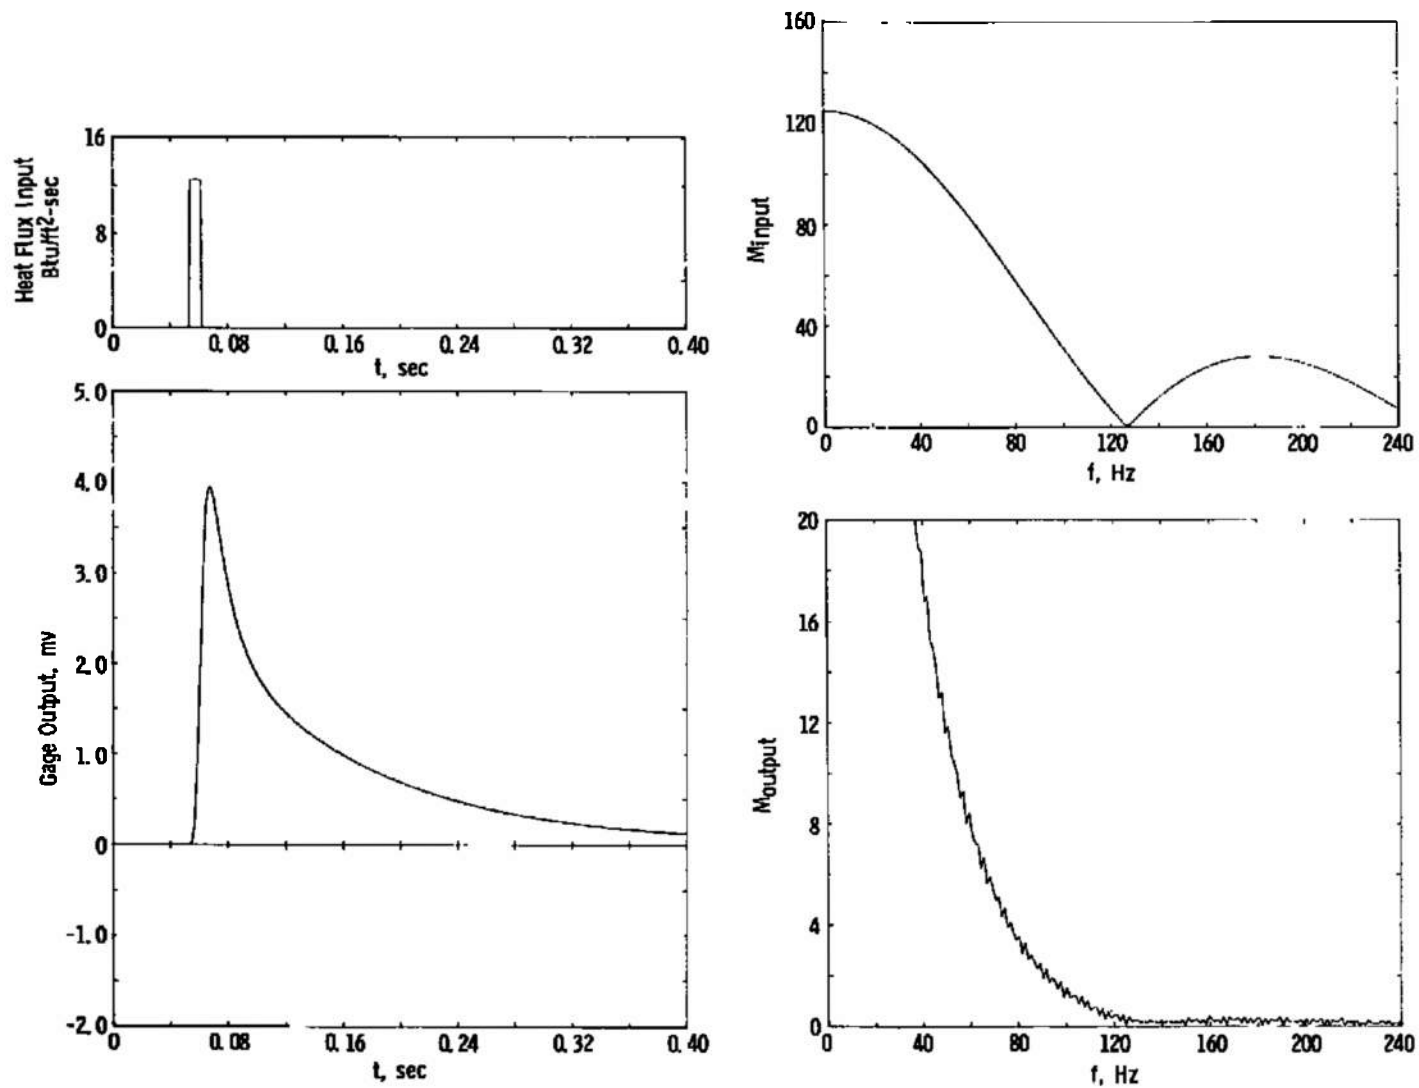 Heat Flux Input
Btu/ft2-sec
16
8
0
0 0.08 0.16 0.24 0.32 0.40
t, sec
Gage Output, mv
5.0
4.0
3.0
2.0
1.0
0
-1.0
-2.0
0 0.08 0.16 0.24 0.32 0.40
t, sec
Minput
160
120
80
40
0
0 40 80 120 160 200 240
f, Hz
Moutput
20
16
12
8
4
0
40 80 120 160 200 240
f, Hz